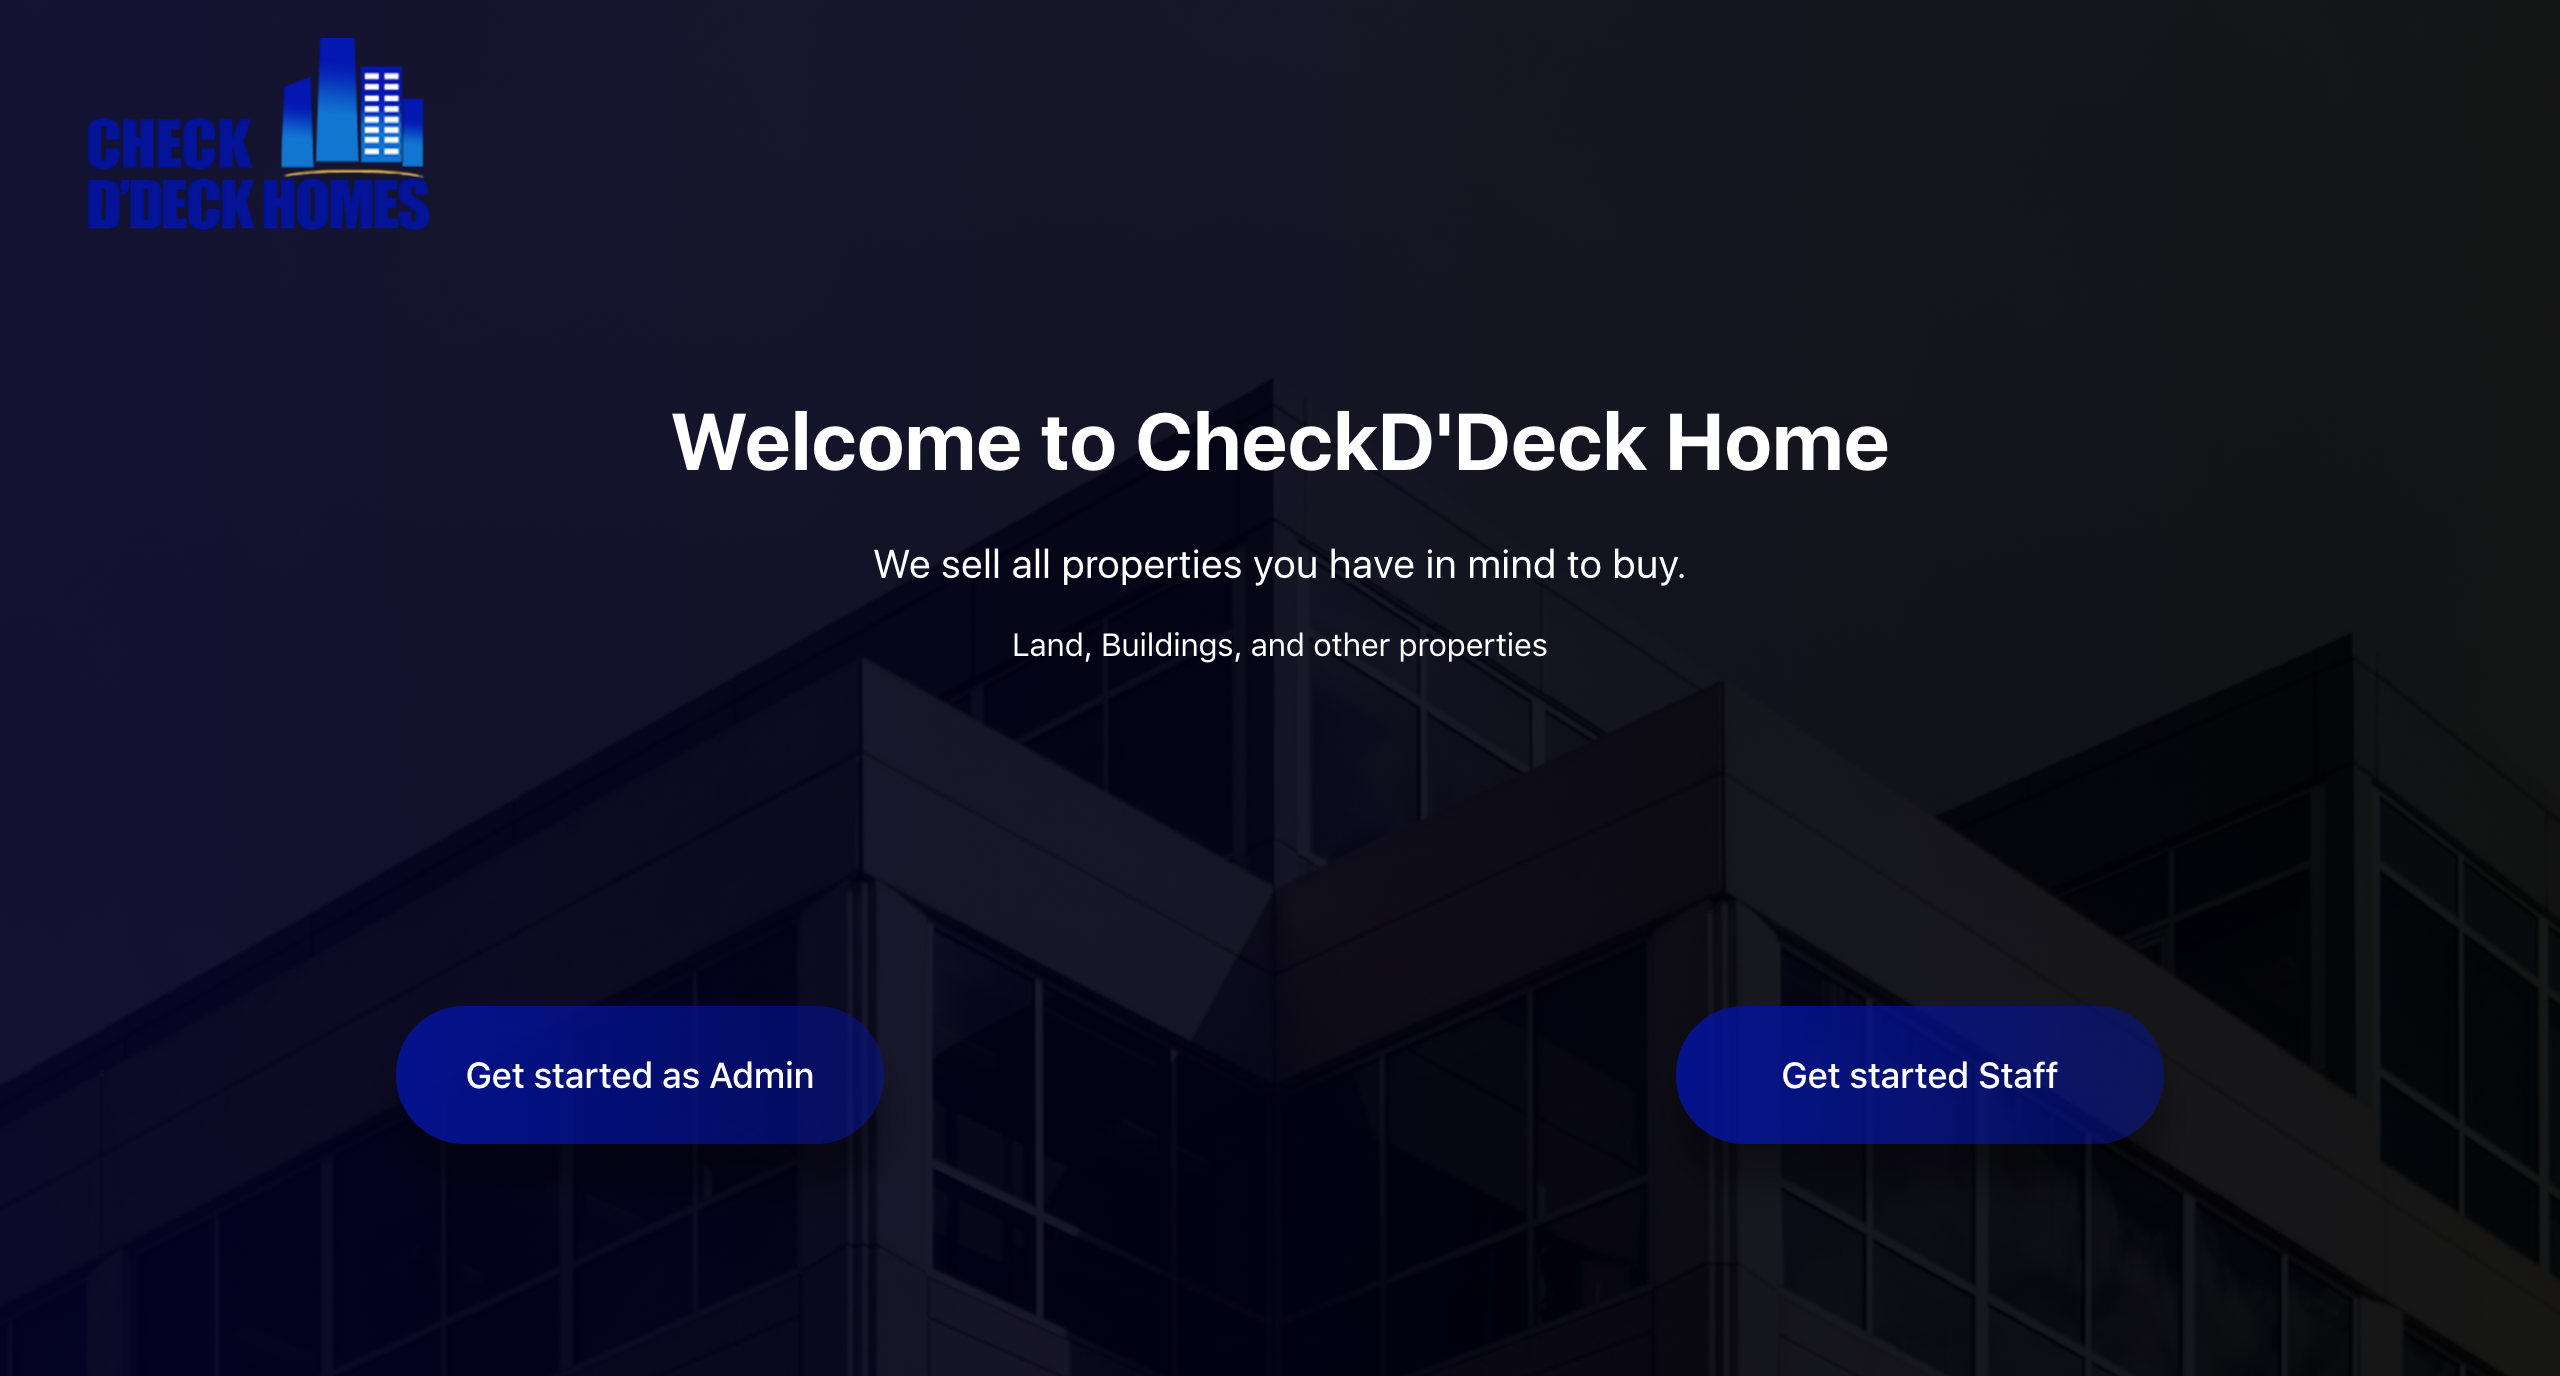 CHECK
D'DECK HOMES
Welcome to CheckD'Deck Home
We sell all properties you have in mind to buy.
Land, Buildings, and other properties
Get started as Admin
Get started Staff